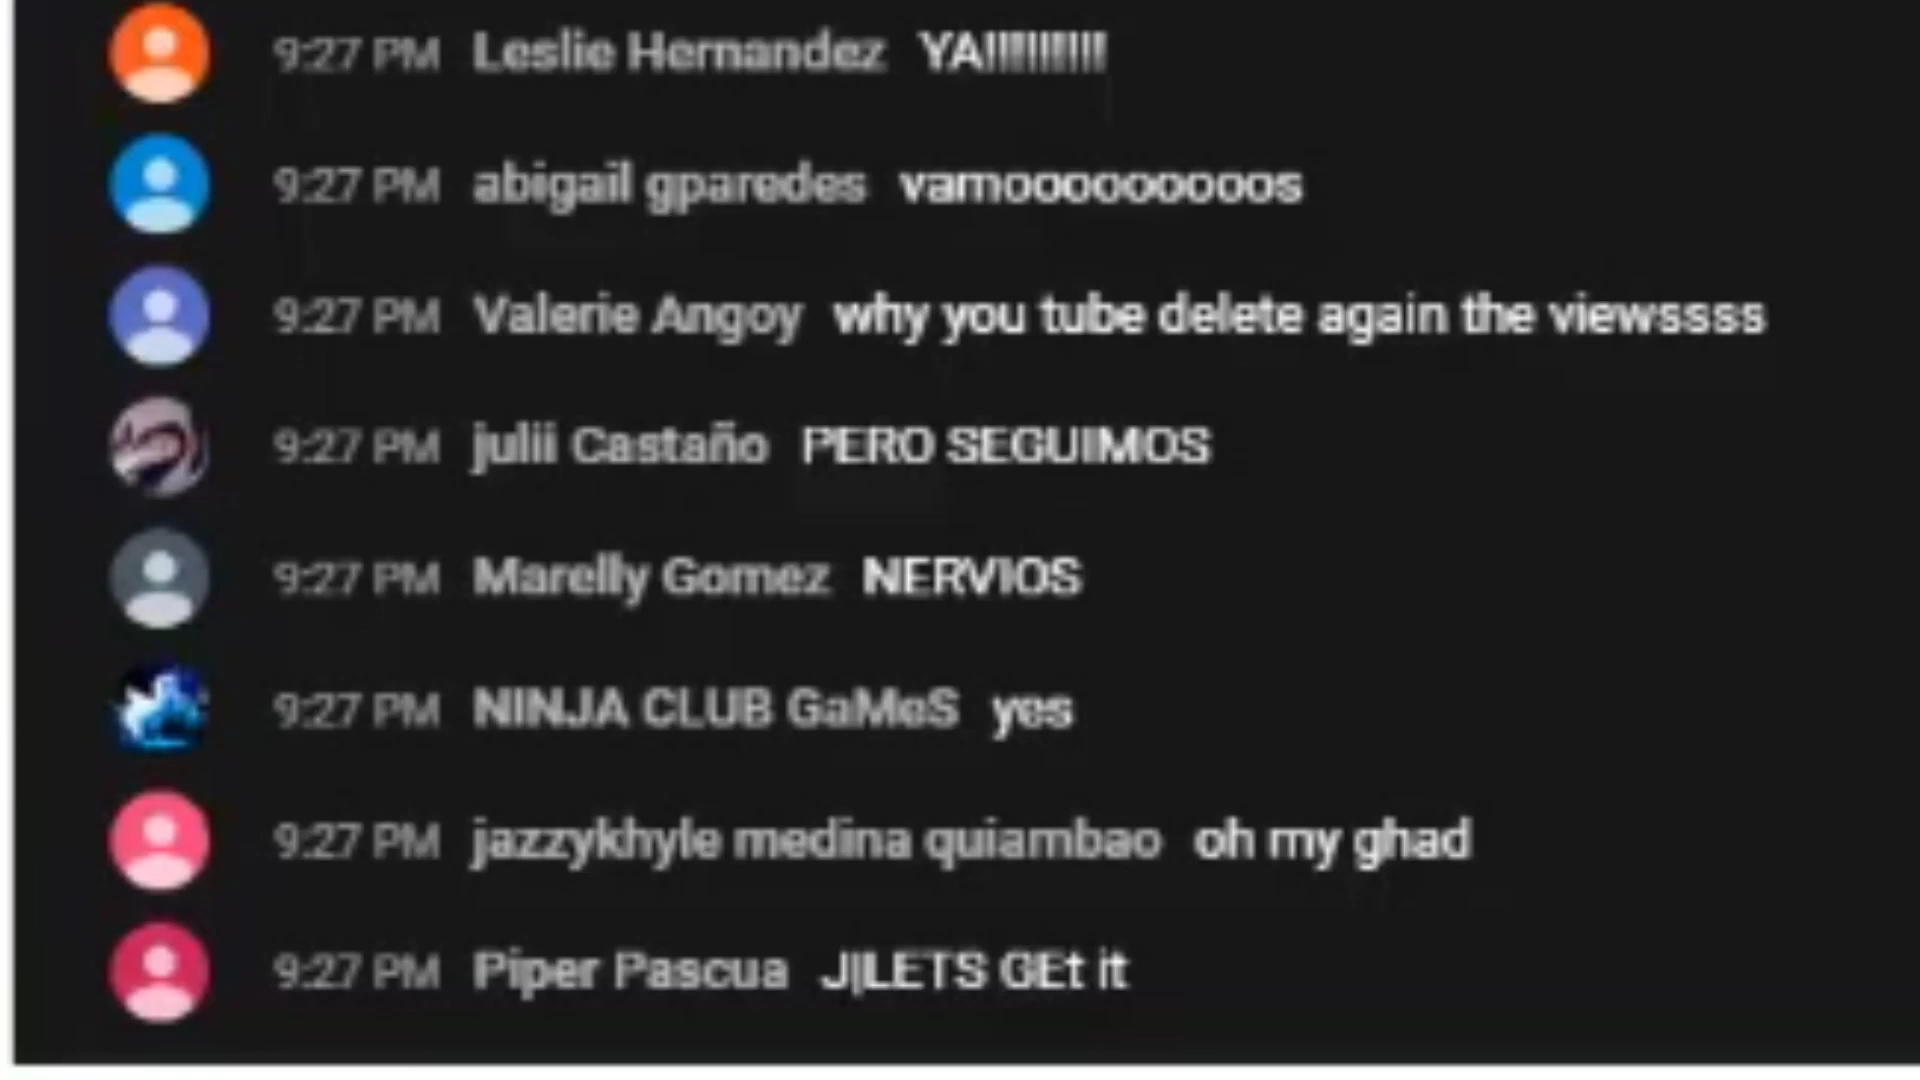 9:27 PM Leslie Hernandez YA!!!!!!!!!!
9:27 PM abigail gparedes vamooooooooos
9:27 PM Valerie Angoy why you tube delete again the viewssss
9:27 PM julii Castaño PERO SEGUIMOS
9:27 PM Marelly Gomez NERVIOS
9:27 PM NINJA CLUB GaMeS yes
9:27 PM jazzykhyle medina quiambao oh my ghad
9:27 PM Piper Pascua J|LETS GEt it